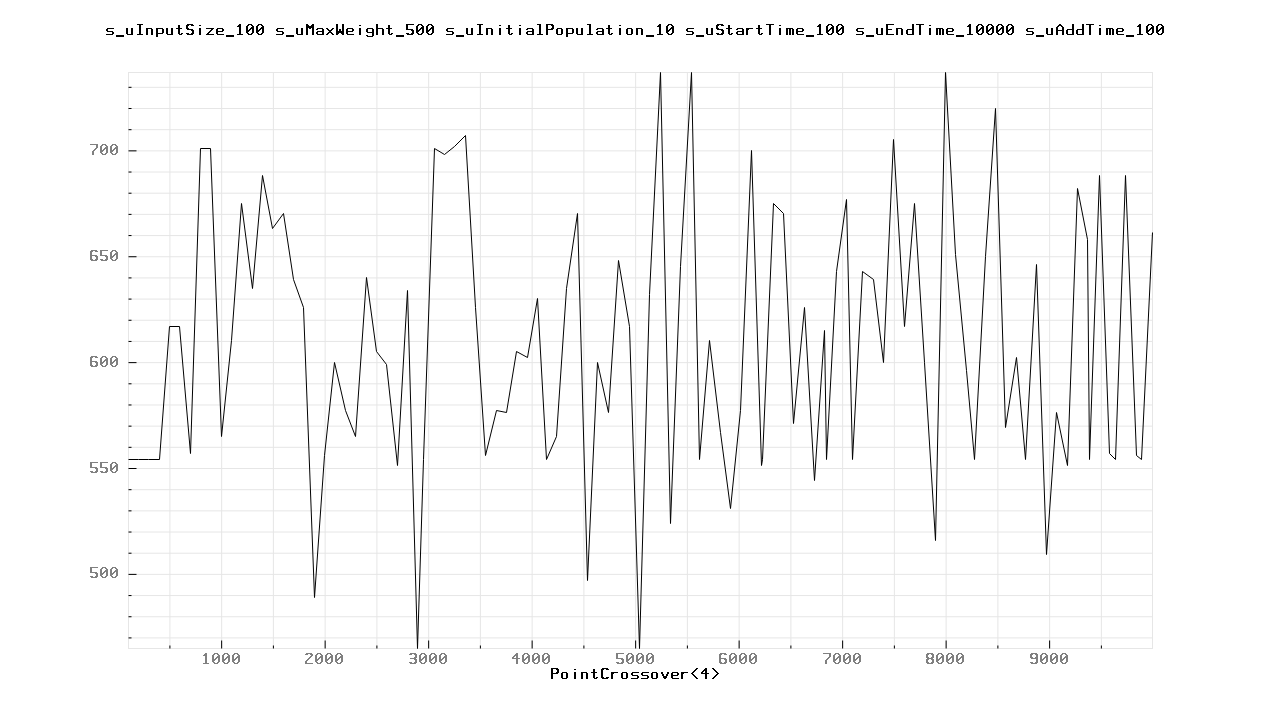 s_uInputSize_100 s_uMaxWeight_500 s_uInitialPopulation_10 s_uStartTime_100 s_uEndTime_10000 s_uAddTime_100
700
650
600
550
500
1000 2000 3000 4000 5000 6000 7000 8000 9000
PointCrossover<4>